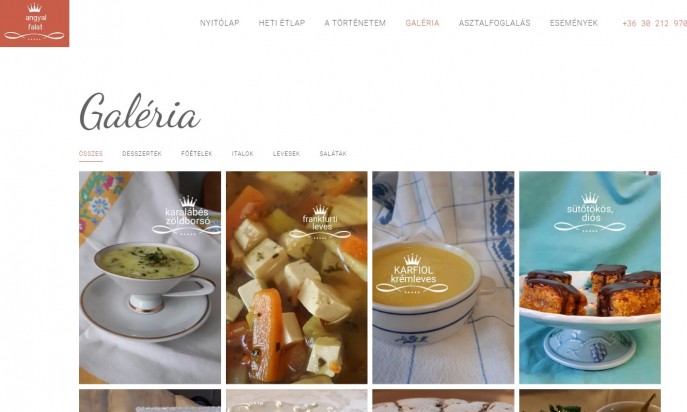 angyal
falat
NYITÓLAP HETI ÉTLAP A TÖRTÉNETEM GALÉRIA ASZTALFOGLALÁS ESEMÉNYEK +36 30 212 970
Galéria
ÖSSZES DESSZERTEK FŐÉTELEK ITALOK LEVESEK SALÁTÁK
karalábés
zöldborsó
frankfurti
leves
KARFIOL
krémleves
sütőtökös,
diós